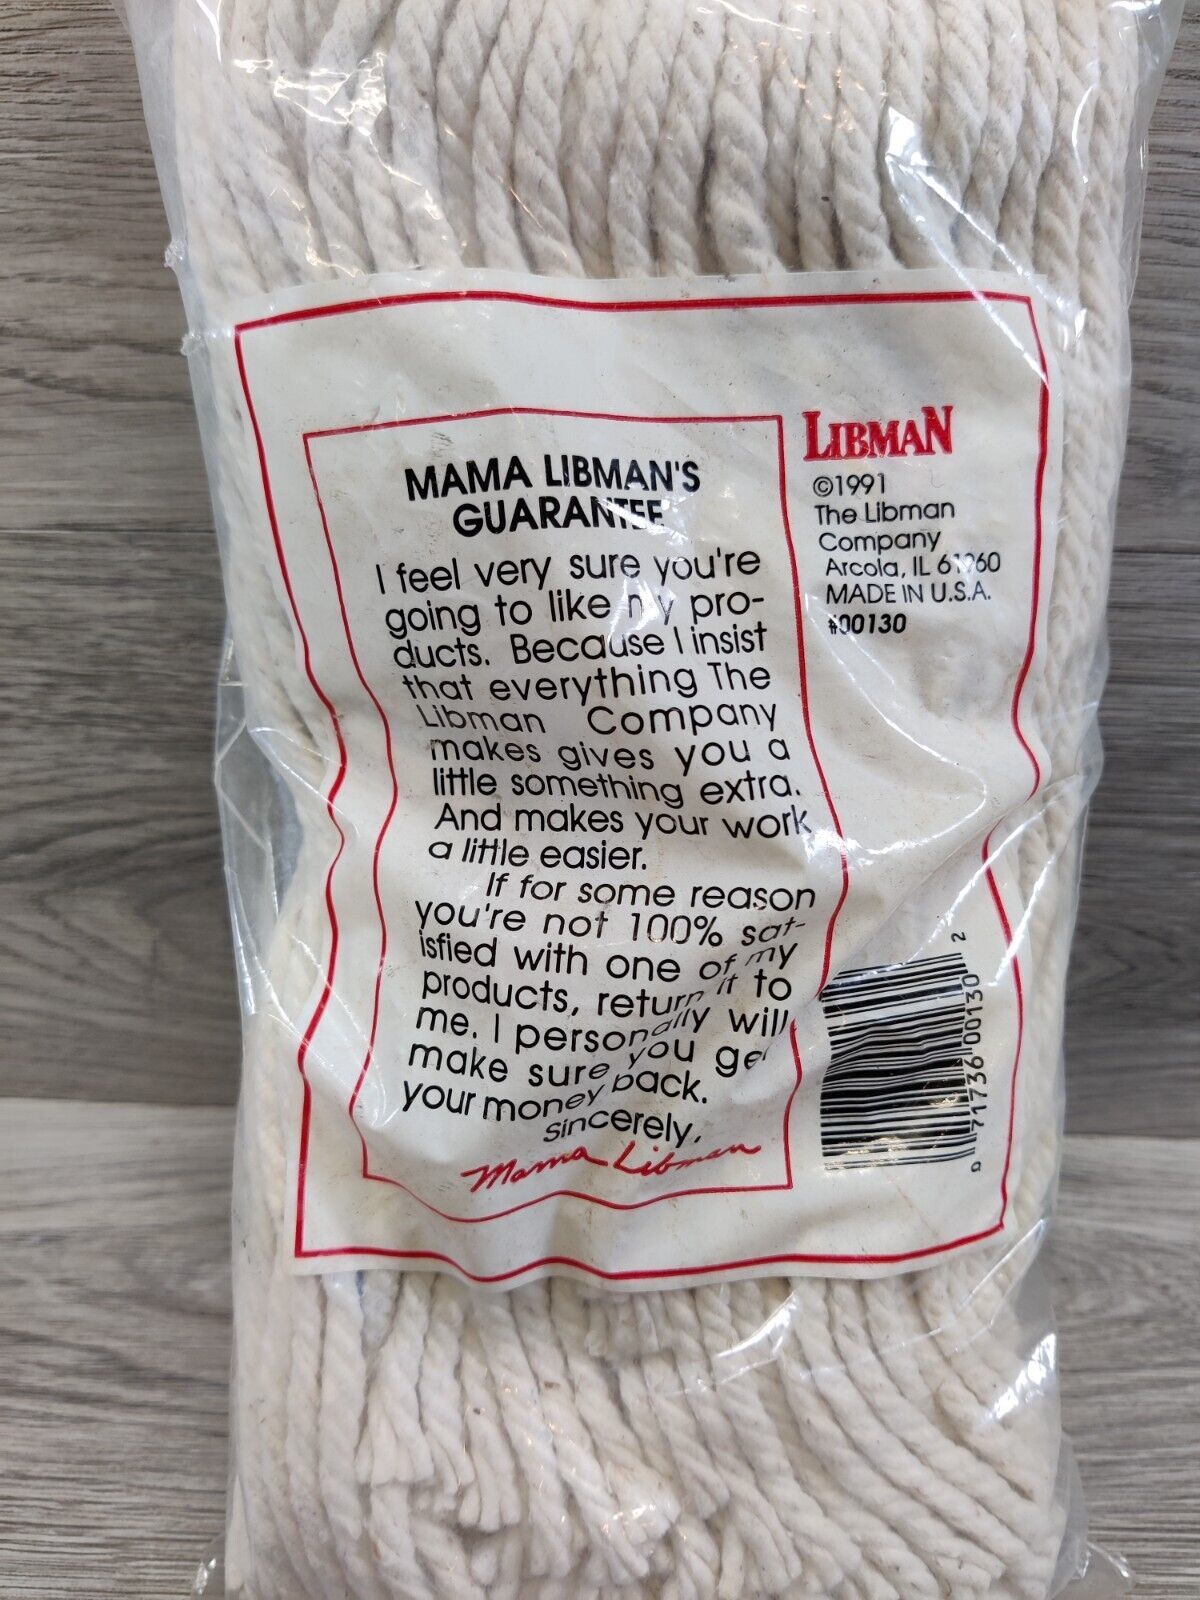 MAMA LIBMAN'S
GUARANTEE
I feel very sure you're
going to like my pro-
ducts. Because I insist
that everything The
Libman Company
makes gives you a
little something extra.
And makes your work
a little easier.
If for some reason
you're not 100% sat-
isfied with one of my
products, return it to
me. I personally will
make sure you get
your money back.
Sincerely,
Mama Libman
LIBMAN
©1991
The Libman
Company
Arcola, IL
MADE IN U.S.A.
#00130
0 71736 00130 2